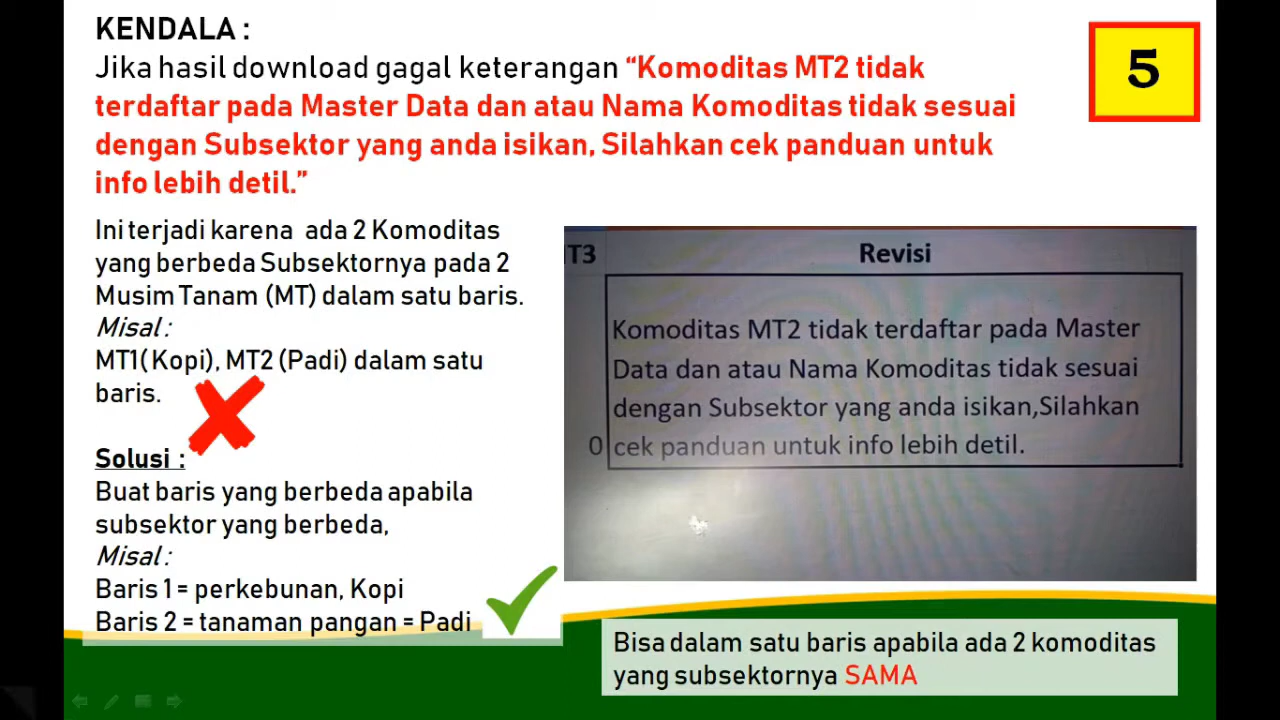 KENDALA :
Jika hasil download gagal keterangan “Komoditas MT2 tidak
terdaftar pada Master Data dan atau Nama Komoditas tidak sesuai
dengan Subsektor yang anda isikan, Silahkan cek panduan untuk
info lebih detil.”
5
Ini terjadi karena ada 2 Komoditas
yang berbeda Subsektornya pada 2
Musim Tanam (MT) dalam satu baris.
Misal :
MT1( Kopi), MT2 (Padi) dalam satu
baris.
Solusi :
Buat baris yang berbeda apabila
subsektor yang berbeda,
Misal :
Baris 1 = perkebunan, Kopi
Baris 2 = tanaman pangan = Padi
Revisi
Komoditas MT2 tidak terdaftar pada Master
Data dan atau Nama Komoditas tidak sesuai
dengan Subsektor yang anda isikan,Silahkan
0 cek panduan untuk info lebih detil.
Bisa dalam satu baris apabila ada 2 komoditas
yang subsektornya SAMA